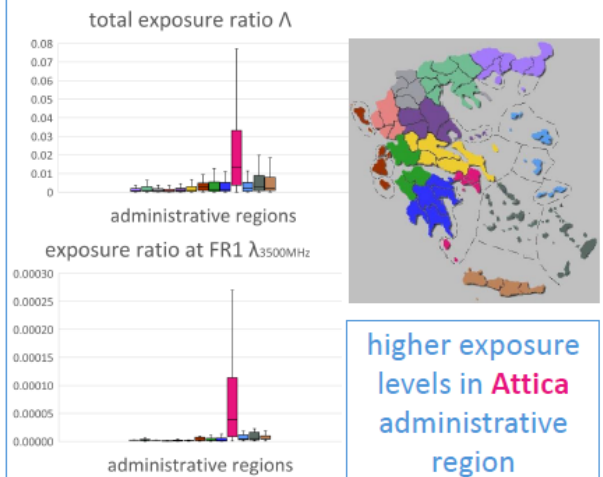 total exposure ratio Λ
0.08
0.07
0.06
0.05
0.04
0.03
0.02
0.01
0
administrative regions
exposure ratio at FR1 λ3500MHz
0.00030
0.00025
0.00020
0.00015
0.00010
0.00005
0.00000
administrative regions
higher exposure
levels in Attica
administrative
region